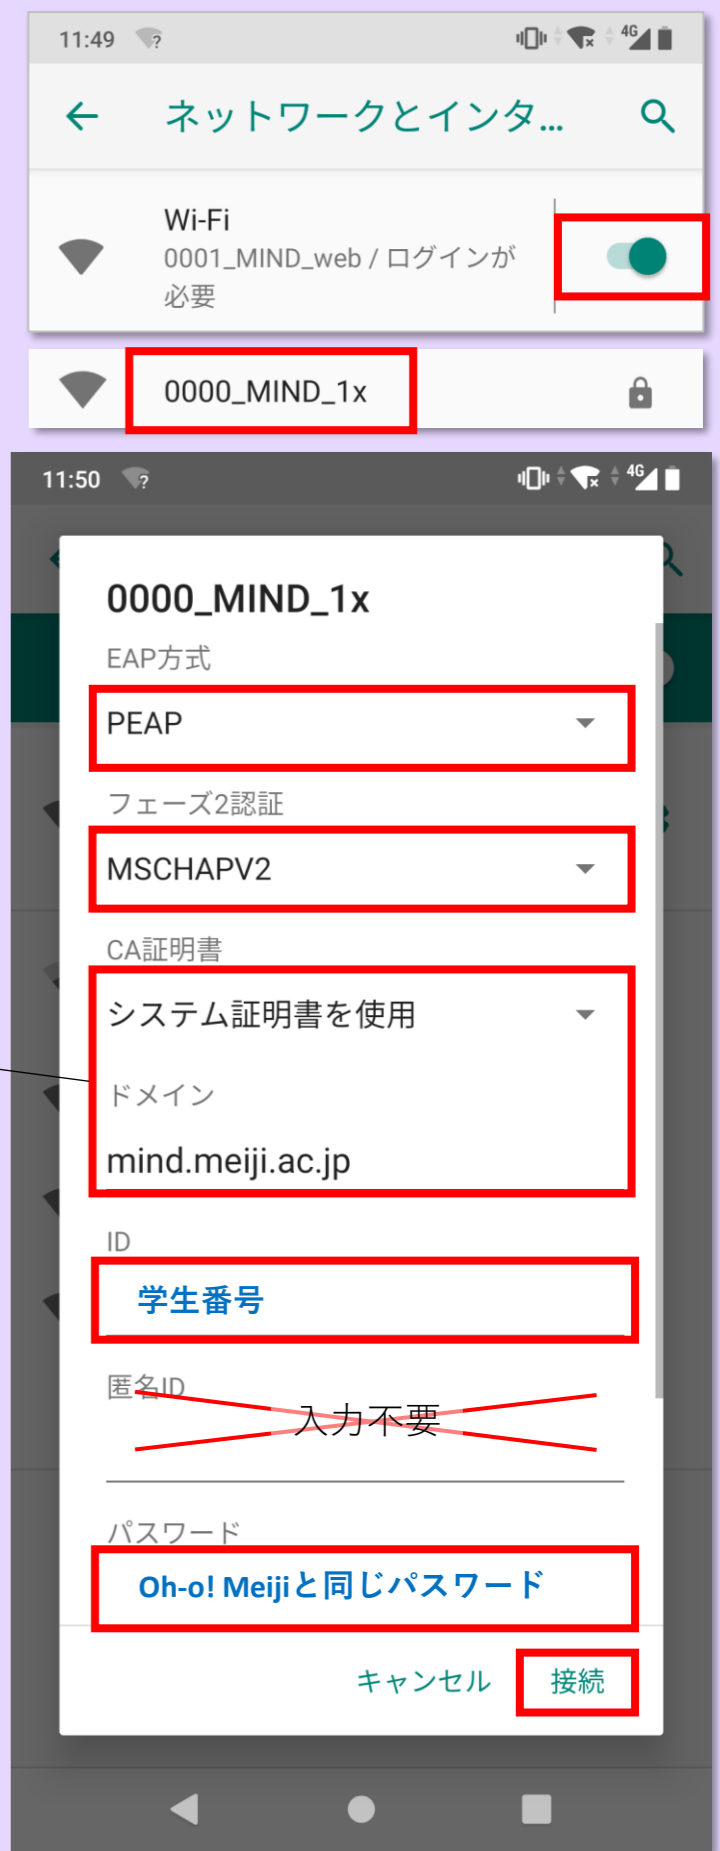 11:49
?
4G
ネットワークとインタ...
Wi-Fi
0001_MIND_web / ログインが
必要
0000_MIND_1x
11:50
?
4G
0000_MIND_1x
EAP方式
PEAP
フェーズ2認証
MSCHAPV2
CA証明書
システム証明書を使用
ドメイン
mind.meiji.ac.jp
ID
学生番号
匿名ID
入力不要
パスワード
Oh-o! Meijiと同じパスワード
キャンセル
接続